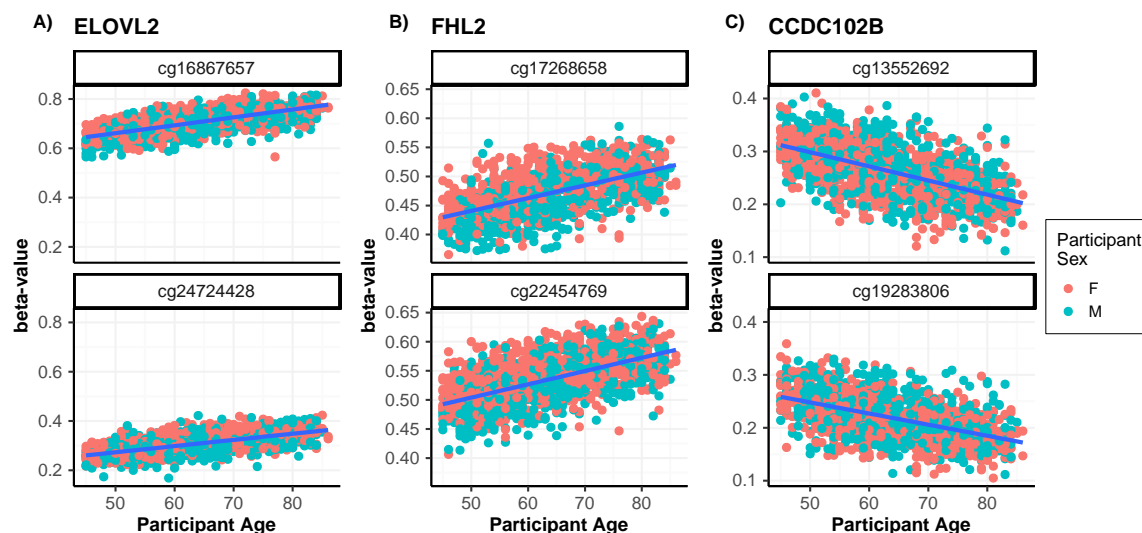 A) ELOVL2
cg16867657
0.8
0.6
0.4
0.2
cg24724428
0.8
0.6
0.4
0.2
beta-value
50 60 70 80
Participant Age
B) FHL2
cg17268658
0.65
0.60
0.55
0.50
0.45
0.40
cg22454769
0.65
0.60
0.55
0.50
0.45
0.40
beta-value
50 60 70 80
Participant Age
C) CCDC102B
cg13552692
0.4
0.3
0.2
0.1
cg19283806
0.4
0.3
0.2
0.1
beta-value
50 60 70 80
Participant Age
Participant
Sex
F
M